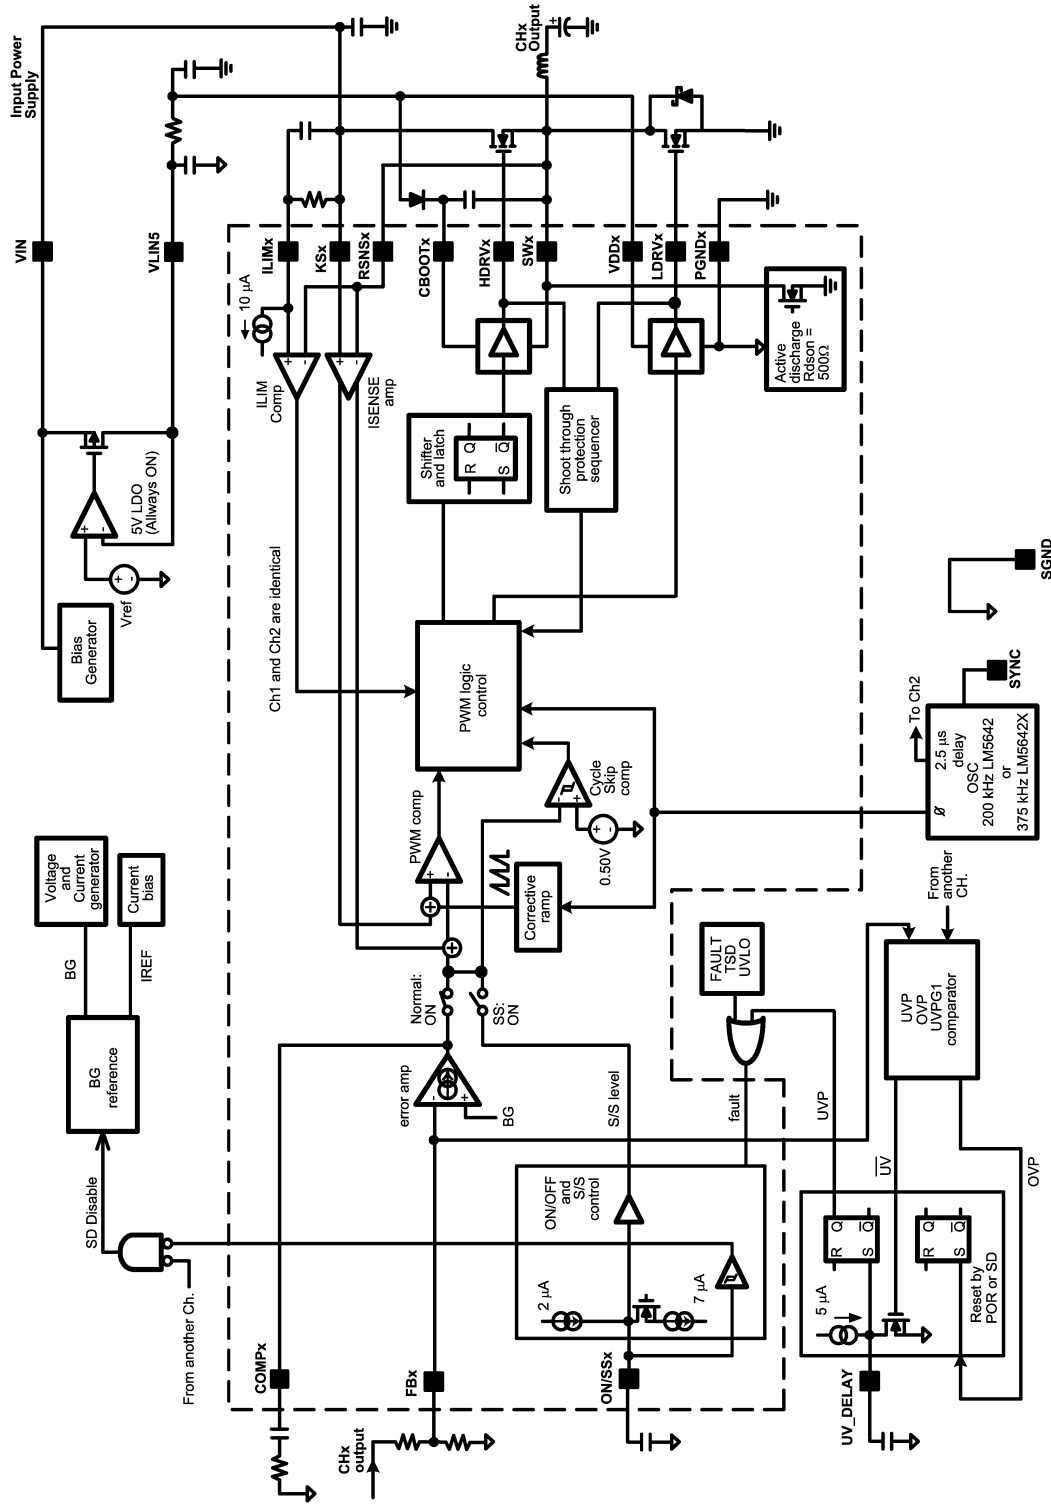 Input Power
Supply
VIN
VLIN5
CHx
Output
+
ILIMx
KSx
RSNSx
CBOOTx
HDRVx
SWx
VDDx
LDRVx
PGNDx
10 µA
+
-
ILIM
Comp
+
-
ISENSE
amp
Active
discharge
Rdson =
500Ω
+
-
5V LDO
(Allways ON)
+
-
Vref
Bias
Generator
Shifter
and latch
R Q
S Q
Shoot through
protection
sequencer
Ch1 and Ch2 are identical
PWM logic
control
PWM comp
+
-
Cycle
Skip
comp
-
+
+
-
0.50V
Corrective
ramp
+
+
SGND
SYNC
To Ch2
2.5 µs
delay
OSC
200 kHz LM5642
or
375 kHz LM5642X
Ø
From
another
CH.
UVP
OVP
UVPG1
comparator
FAULT
TSD
UVLO
Voltage
and
Current
generator
Current
bias
BG
IREF
BG
reference
SD Disable
From another Ch.
Normal:
ON
SS:
ON
error amp
-
+
BG
S/S level
fault
UVP
UV
OVP
ON/OFF
and
S/S
control
2 µA
7 µA
R Q
S Q
R Q
S Q
5 µA
Reset by
POR or SD
COMPx
FBx
ON/SSx
UV_DELAY
CHx
output